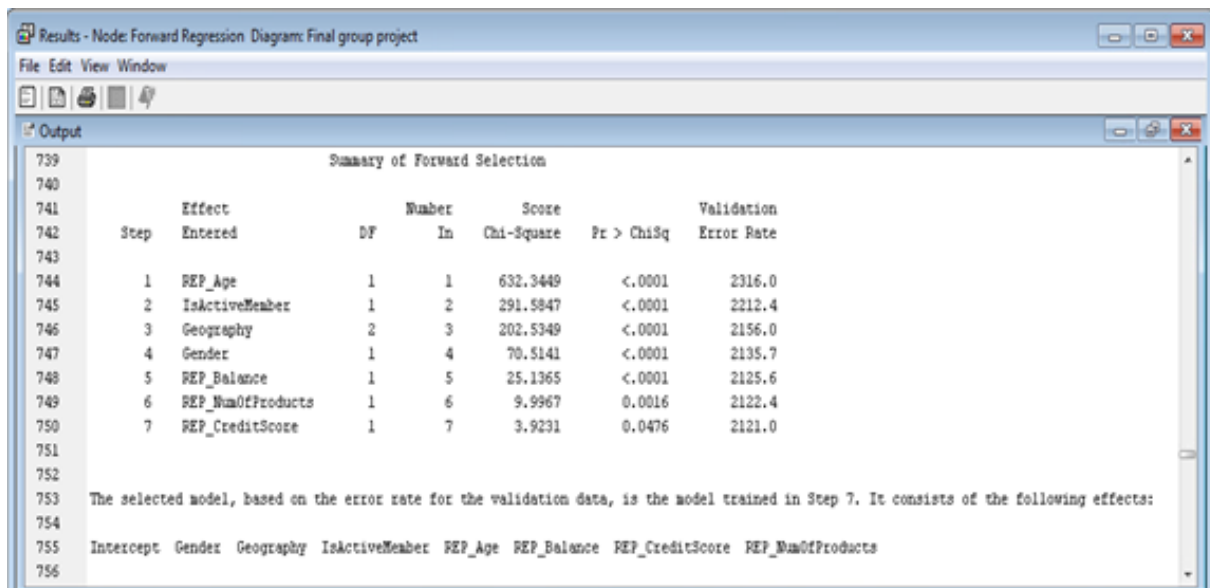 Results - Node: Forward Regression Diagram: Final group project
File Edit View Window
Output
739 Summary of Forward Selection
740
741 Effect Number Score Validation
742 Step Entered DF In Chi-Square Pr > ChiSq Error Rate
743
744 1 REP_Age 1 1 632.3449 <.0001 2316.0
745 2 IsActiveMember 1 2 291.5847 <.0001 2212.4
746 3 Geography 2 3 202.5349 <.0001 2156.0
747 4 Gender 1 4 70.5141 <.0001 2135.7
748 5 REP_Balance 1 5 25.1365 <.0001 2125.6
749 6 REP_NumOfProducts 1 6 9.9967 0.0016 2122.4
750 7 REP_CreditScore 1 7 3.9231 0.0476 2121.0
751
752
753 The selected model, based on the error rate for the validation data, is the model trained in Step 7. It consists of the following effects:
754
755 Intercept Gender Geography IsActiveMember REP_Age REP_Balance REP_CreditScore REP_NumOfProducts
756